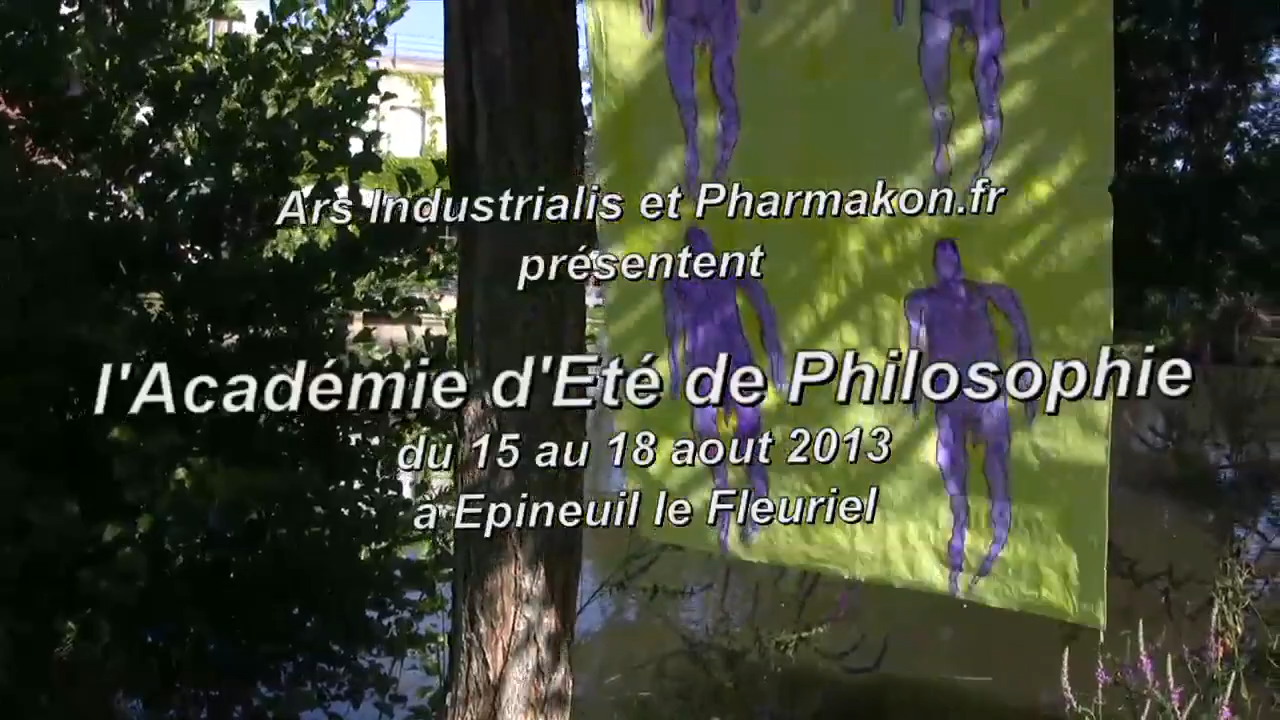 Ars Industrialis et Pharmakon.fr
présentent
l'Académie d'Eté de Philosophie
du 15 au 18 aout 2013
a Epineuil le Fleuriel